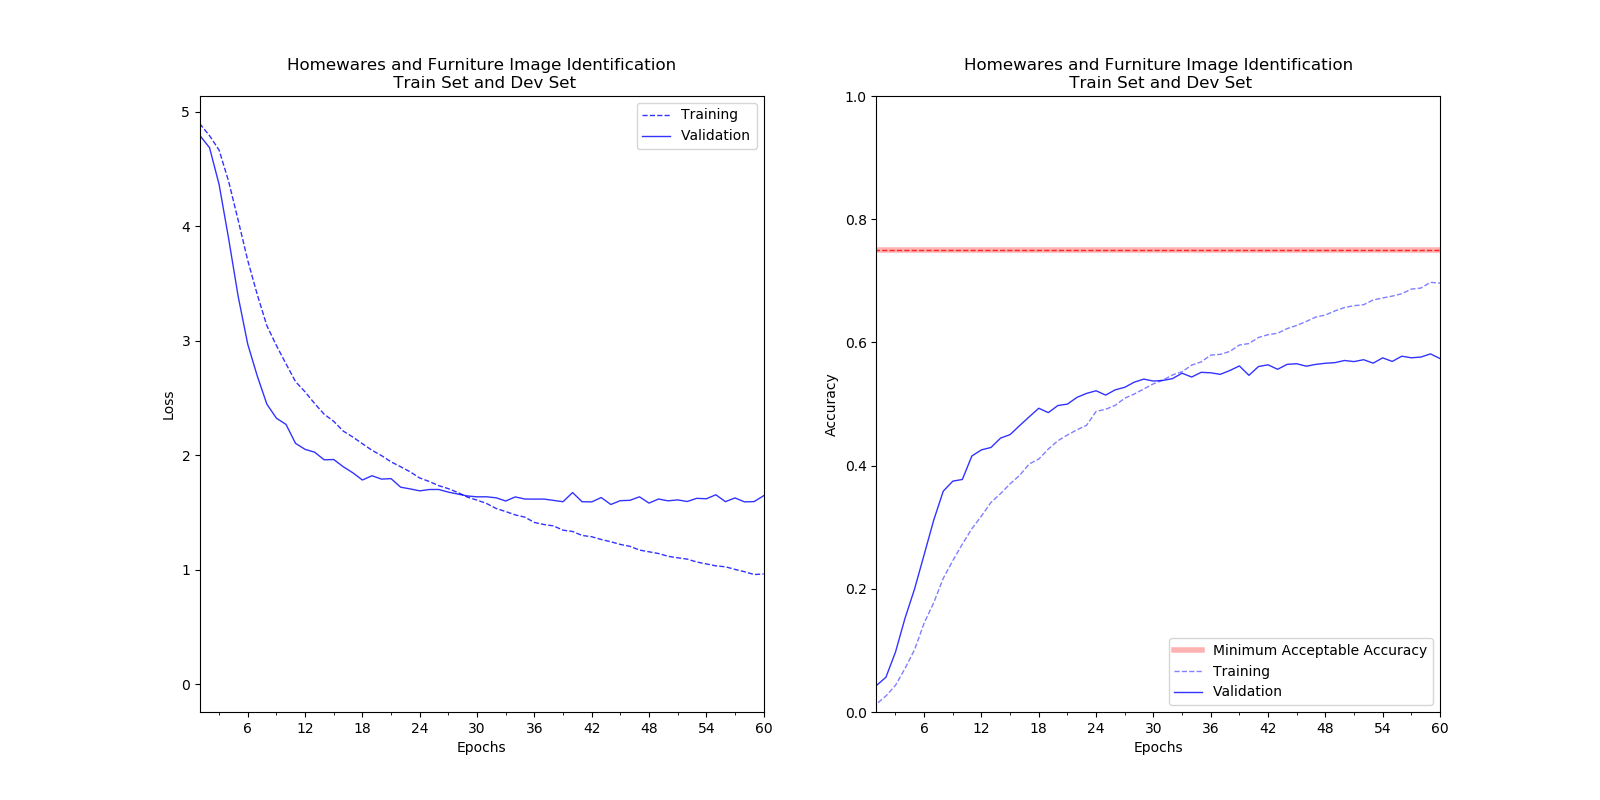 Homewares and Furniture Image Identification
Train Set and Dev Set
Training
Validation
5
4
3
2
1
0
Loss
6 12 18 24 30 36 42 48 54 60
Epochs
Homewares and Furniture Image Identification
Train Set and Dev Set
1.0
0.8
0.6
0.4
0.2
0.0
Accuracy
Minimum Acceptable Accuracy
Training
Validation
6 12 18 24 30 36 42 48 54 60
Epochs